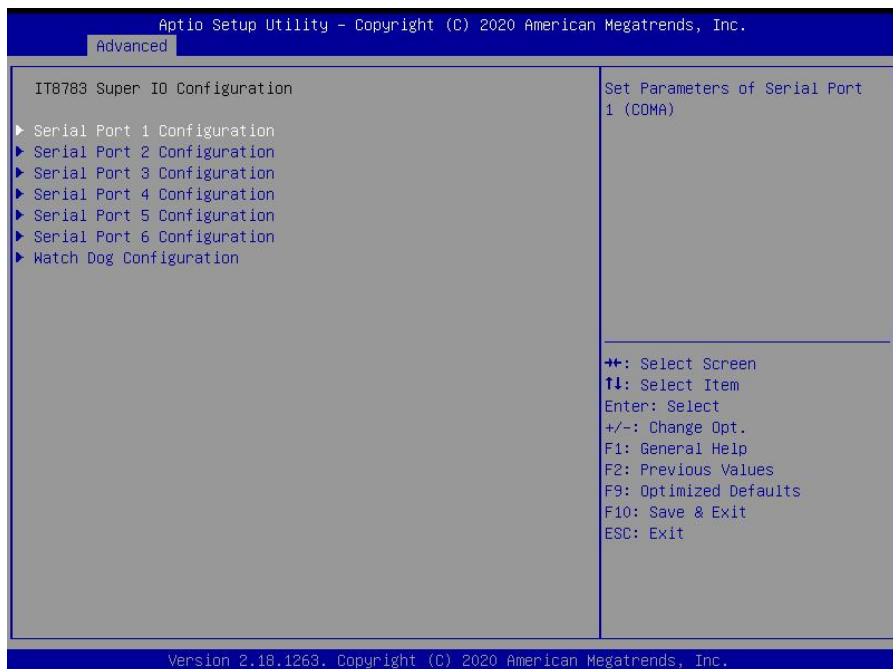 Aptio Setup Utility – Copyright (C) 2020 American Megatrends, Inc.
Advanced
IT8783 Super IO Configuration
Serial Port 1 Configuration
Serial Port 2 Configuration
Serial Port 3 Configuration
Serial Port 4 Configuration
Serial Port 5 Configuration
Serial Port 6 Configuration
Watch Dog Configuration
Set Parameters of Serial Port
1 (COMA)
→←: Select Screen
↑↓: Select Item
Enter: Select
+/-: Change Opt.
F1: General Help
F2: Previous Values
F9: Optimized Defaults
F10: Save & Exit
ESC: Exit
Version 2.18.1263. Copyright (C) 2020 American Megatrends, Inc.